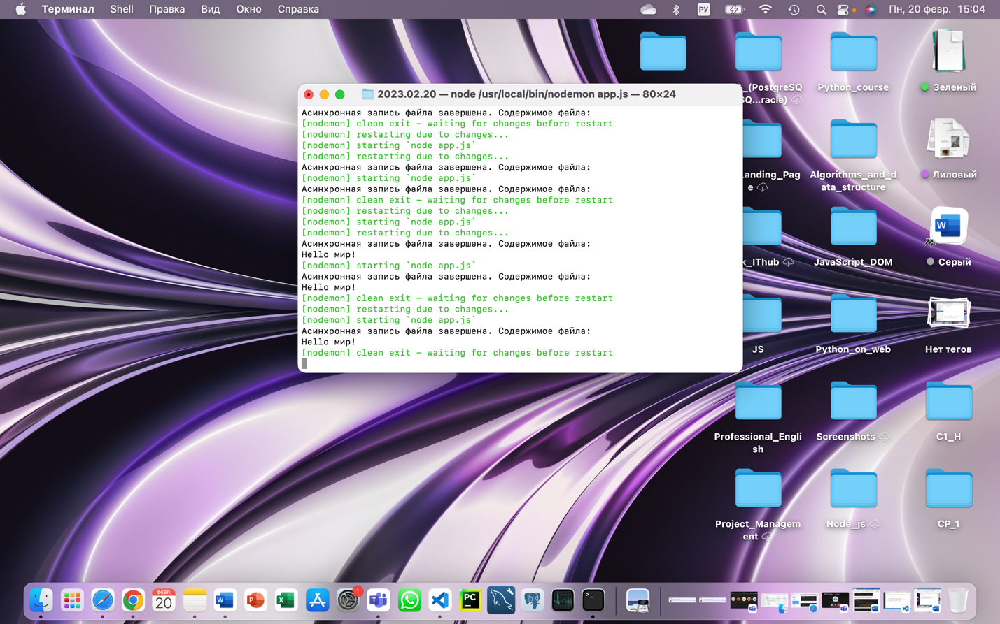 Терминал Shell Правка Вид Окно Справка РУ Пн, 20 февр. 15:04
2023.02.20 — node /usr/local/bin/nodemon app.js — 80×24
Асинхронная запись файла завершена. Содержимое файла:
[nodemon] clean exit - waiting for changes before restart
[nodemon] restarting due to changes...
[nodemon] starting `node app.js`
[nodemon] restarting due to changes...
Асинхронная запись файла завершена. Содержимое файла:
[nodemon] starting `node app.js`
Асинхронная запись файла завершена. Содержимое файла:
[nodemon] clean exit - waiting for changes before restart
[nodemon] restarting due to changes...
[nodemon] starting `node app.js`
[nodemon] restarting due to changes...
Асинхронная запись файла завершена. Содержимое файла:
Hello мир!
[nodemon] starting `node app.js`
Асинхронная запись файла завершена. Содержимое файла:
Hello мир!
[nodemon] clean exit - waiting for changes before restart
[nodemon] restarting due to changes...
[nodemon] starting `node app.js`
Асинхронная запись файла завершена. Содержимое файла:
Hello мир!
[nodemon] clean exit - waiting for changes before restart
_(PostgreSQ
SQ...racle)
Python_course
Зеленый
Landing_Pag
e
Algorithms_and_d
ata_structure
Лиловый
k_IThub
JavaScript_DOM
W
Серый
JS
Python_on_web
Нет тегов
Professional_Engli
sh
Screenshots
C1_H
Project_Managem
ent
Node_js
CP_1
ФЕВР.
20
W
P
X
1
PC
>_